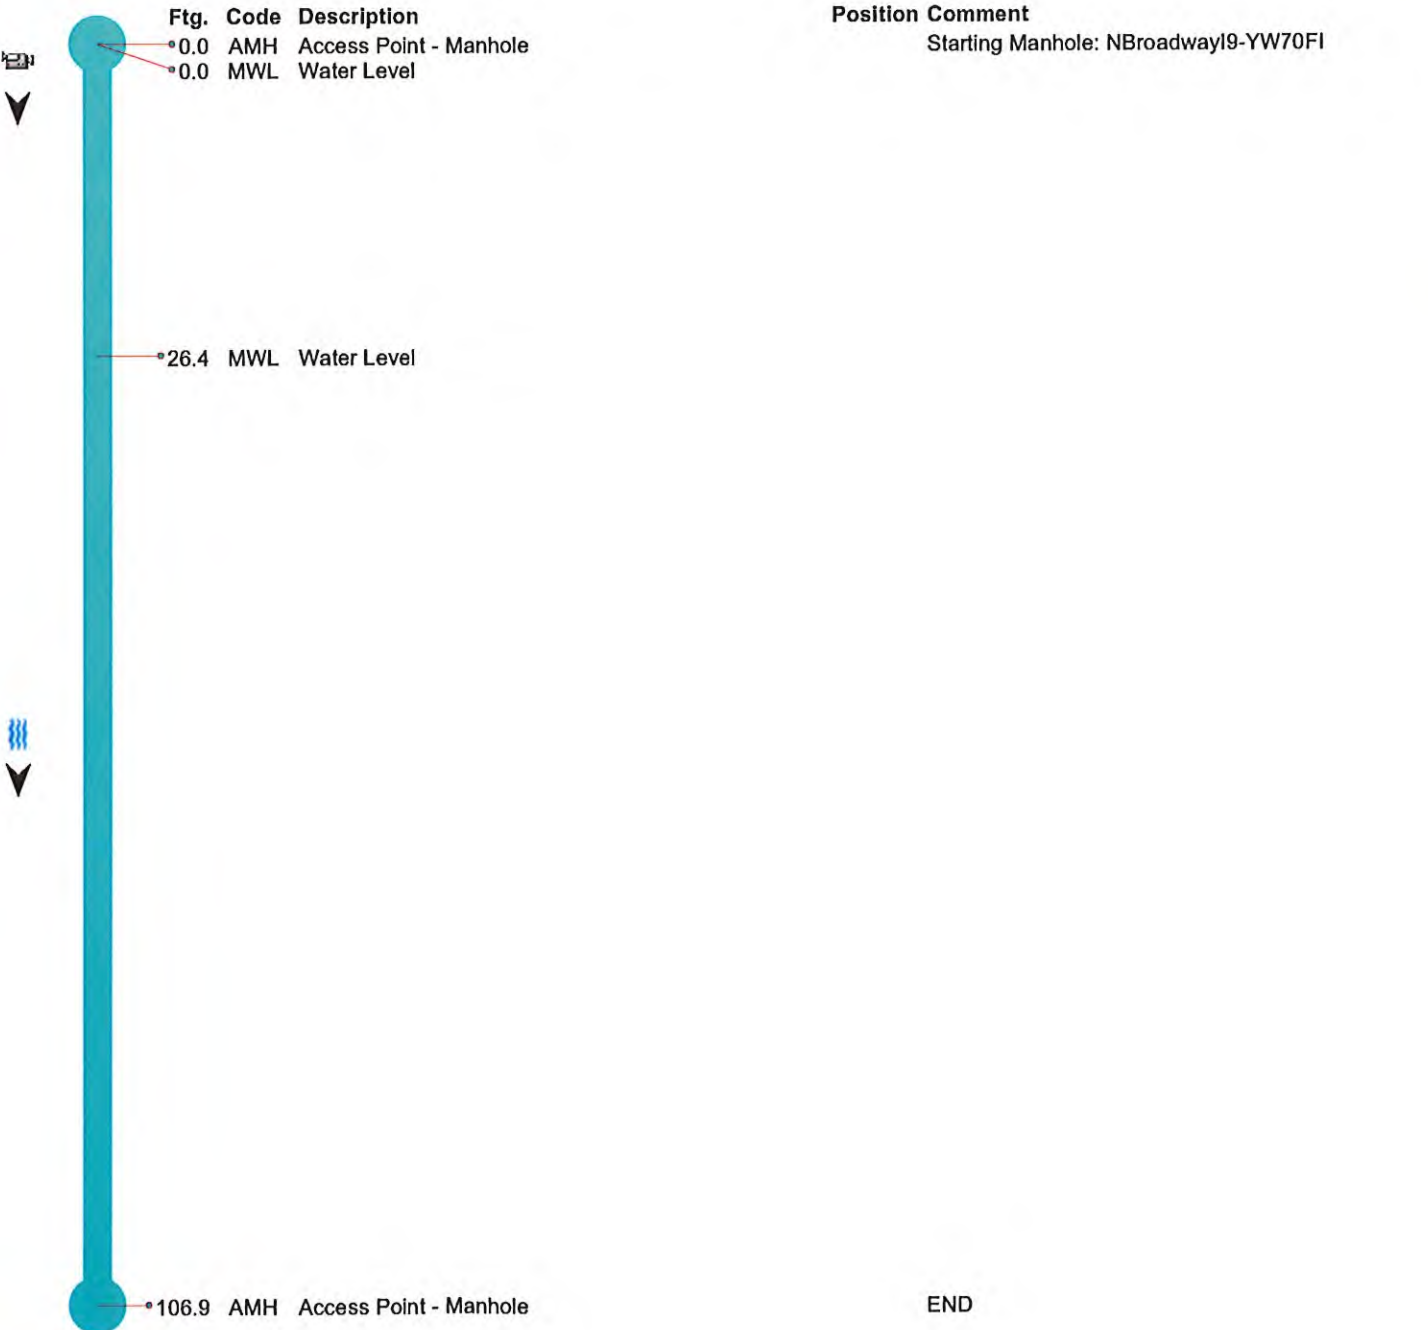 Ftg. Code Description Position Comment
0.0 AMH Access Point - Manhole Starting Manhole: NBroadwayI9-YW70FI
0.0 MWL Water Level
26.4 MWL Water Level
106.9 AMH Access Point - Manhole END